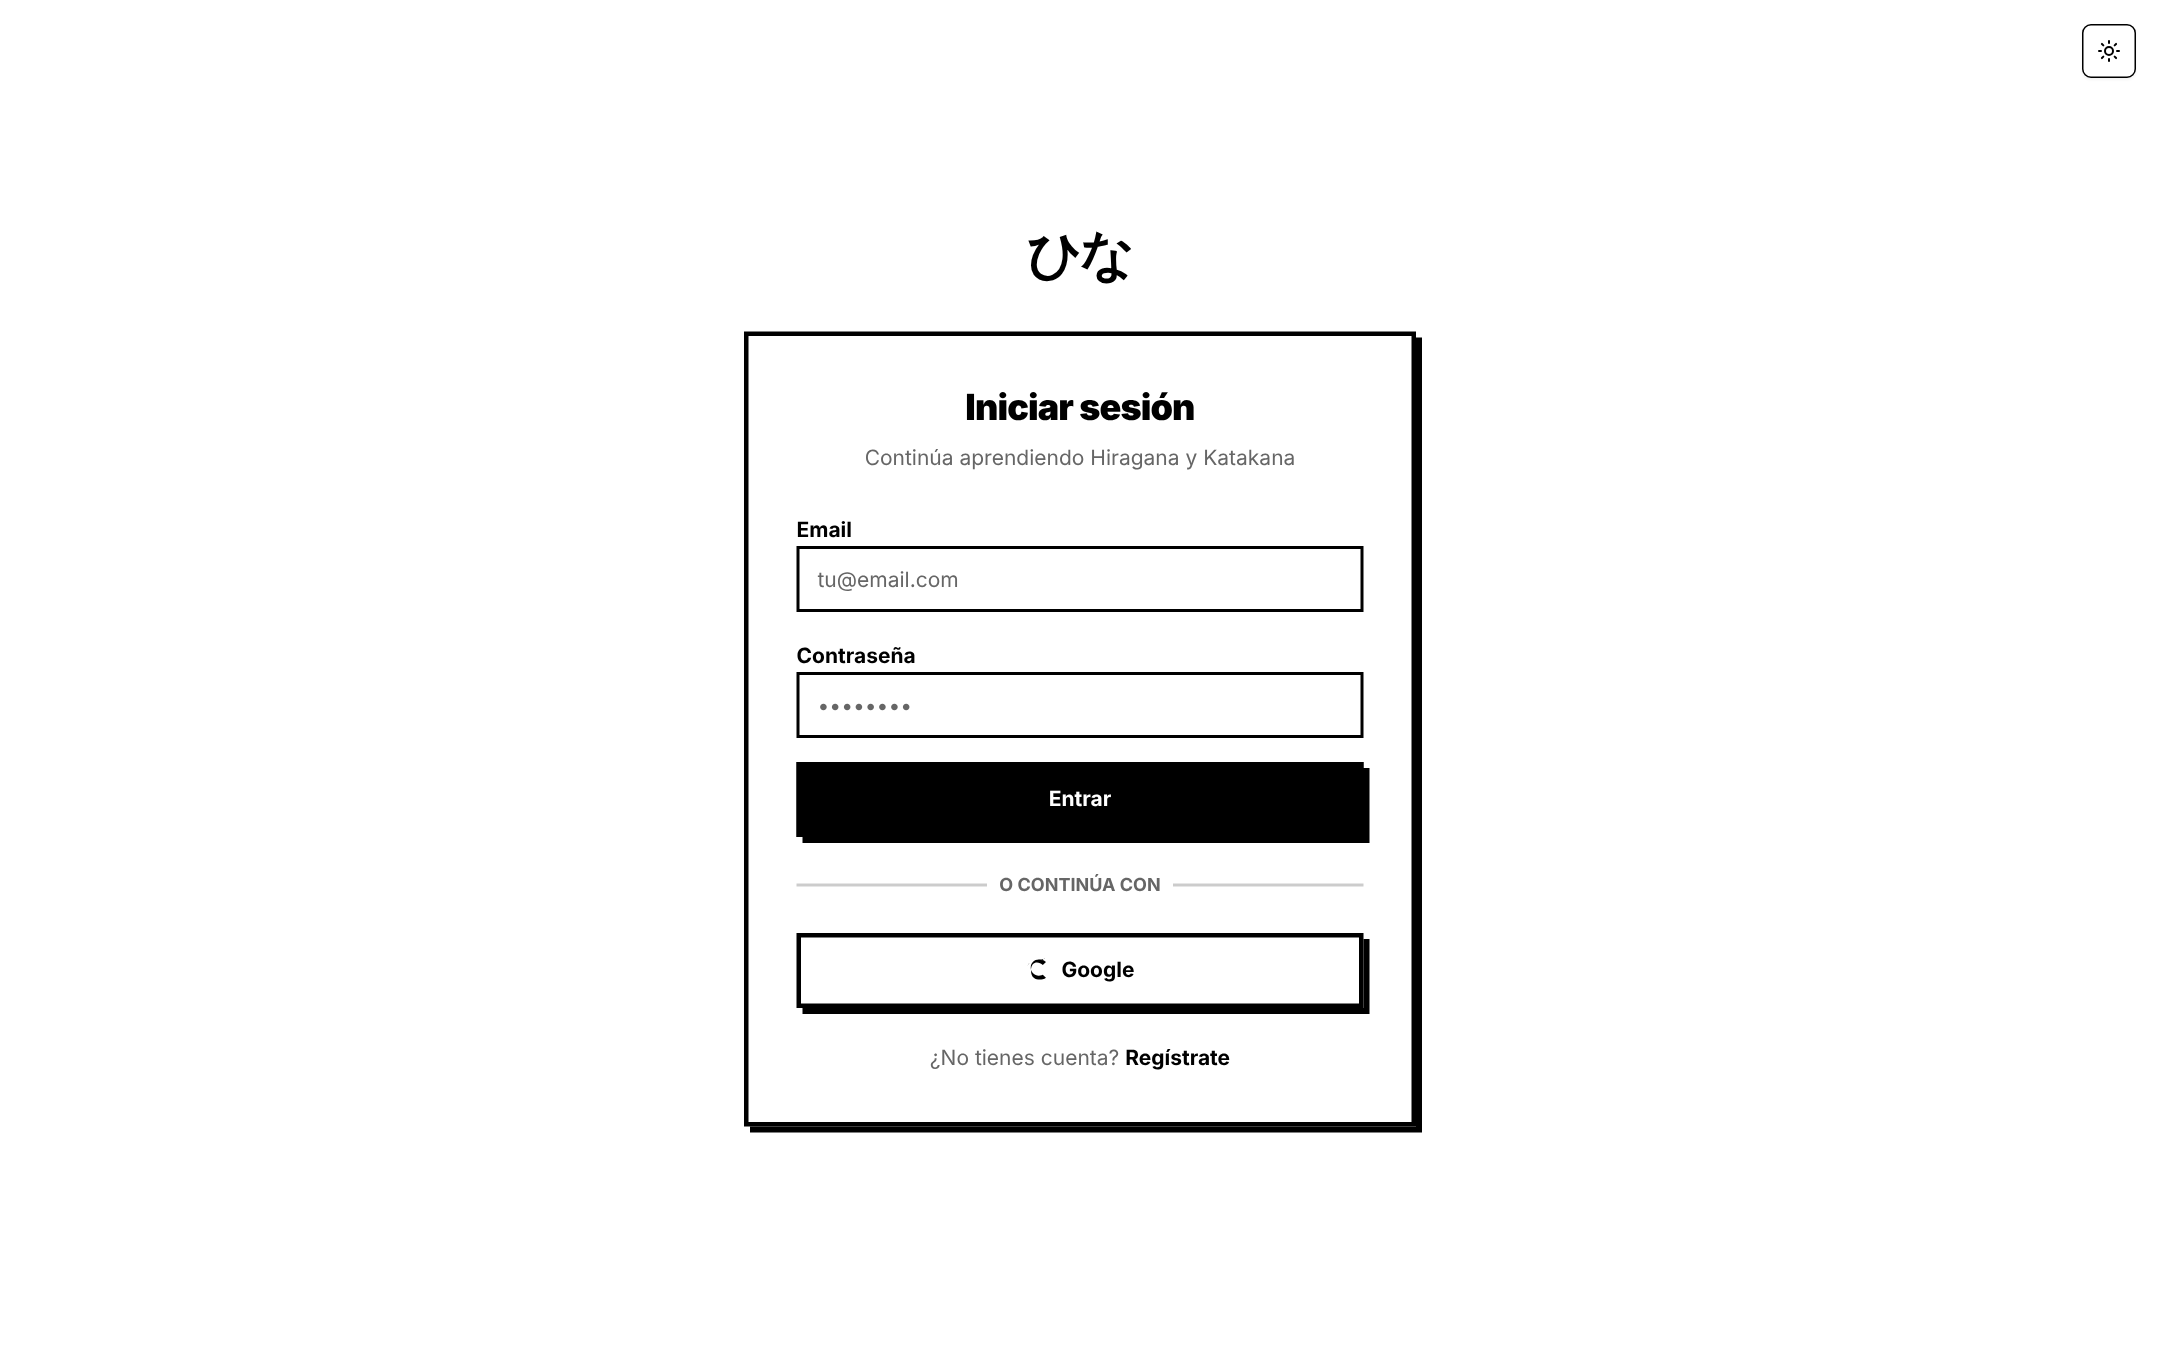 ひな
Iniciar sesión
Continúa aprendiendo Hiragana y Katakana
Email
tu@email.com
Contraseña
••••••••
Entrar
O CONTINÚA CON
Google
¿No tienes cuenta? Regístrate